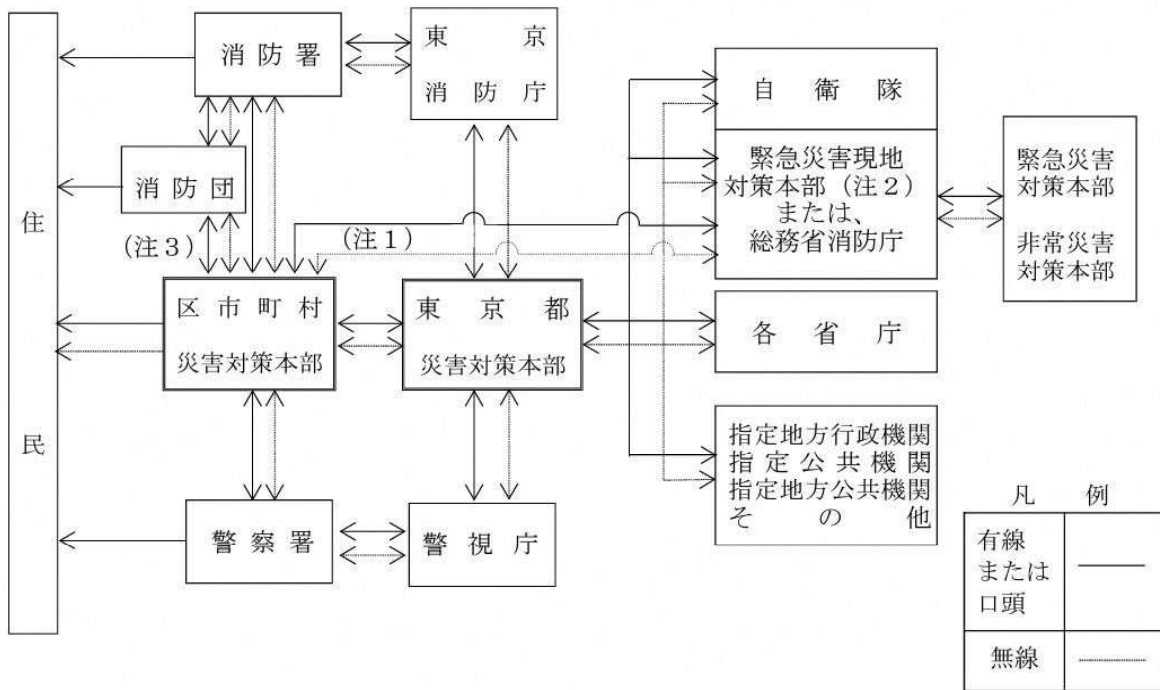 消防署
東京
消防庁
自衛隊
緊急災害現地
対策本部（注２）
または、
総務省消防庁
緊急災害
対策本部
非常災害
対策本部
消防団
住民
(注３)
(注１)
区市町村
災害対策本部
東京都
災害対策本部
各省庁
指定地方行政機関
指定公共機関
指定地方公共機関
その他
警察署
警視庁
凡例
有線
または
口頭
無線